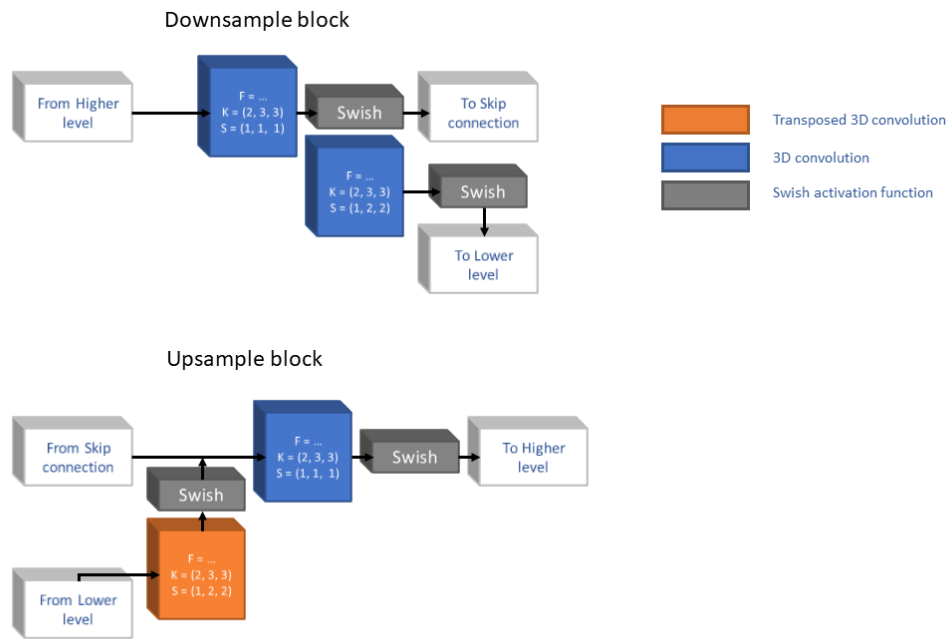 Downsample block
From Higher
level
F = ...
K = (2, 3, 3)
S = (1, 1, 1)
Swish
To Skip
connection
F = ...
K = (2, 3, 3)
S = (1, 2, 2)
Swish
To Lower
level
Transposed 3D convolution
3D convolution
Swish activation function
Upsample block
From Skip
connection
Swish
F = ...
K = (2, 3, 3)
S = (1, 1, 1)
Swish
To Higher
level
From Lower
level
F = ...
K = (2, 3, 3)
S = (1, 2, 2)